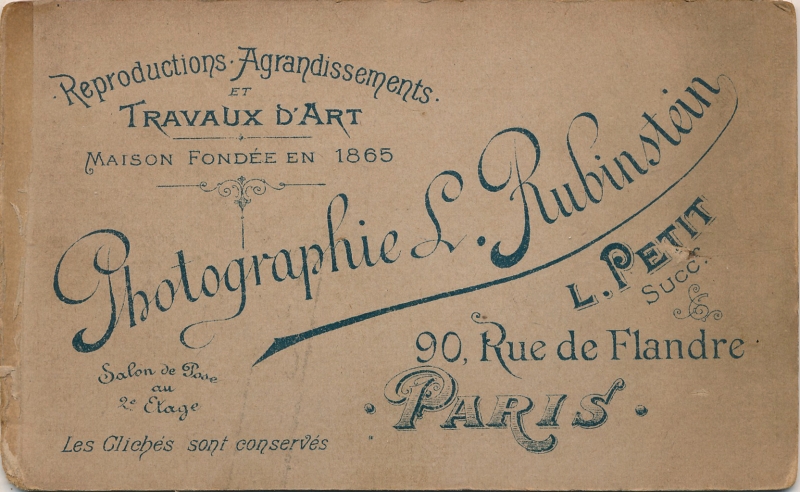 Reproductions · Agrandissements ·
ET
TRAVAUX D'ART
MAISON FONDÉE EN 1865
Photographie L. Rubinstein
L. PETIT
Succr.
90, Rue de Flandre
· PARIS ·
Salon de Pose
au
2e Etage
Les Clichés sont conservés